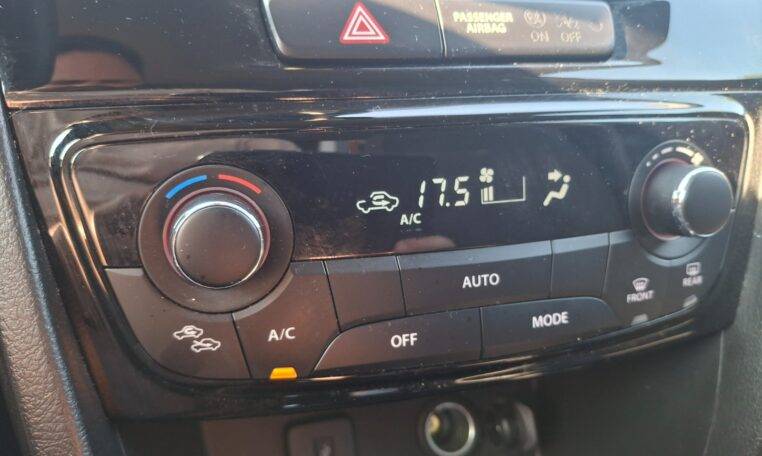 PASSENGER
AIRBAG
ON
OFF
17.5
A/C
AUTO
A/C
OFF
MODE
FRONT
REAR